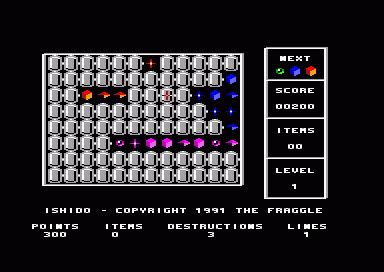 NEXT
SCORE
00200
ITEMS
00
LEVEL
1
ISHIDO - COPYRIGHT 1991 THE FRAGGLE
POINTS ITEMS DESTRUCTIONS LINES
300 0 3 1